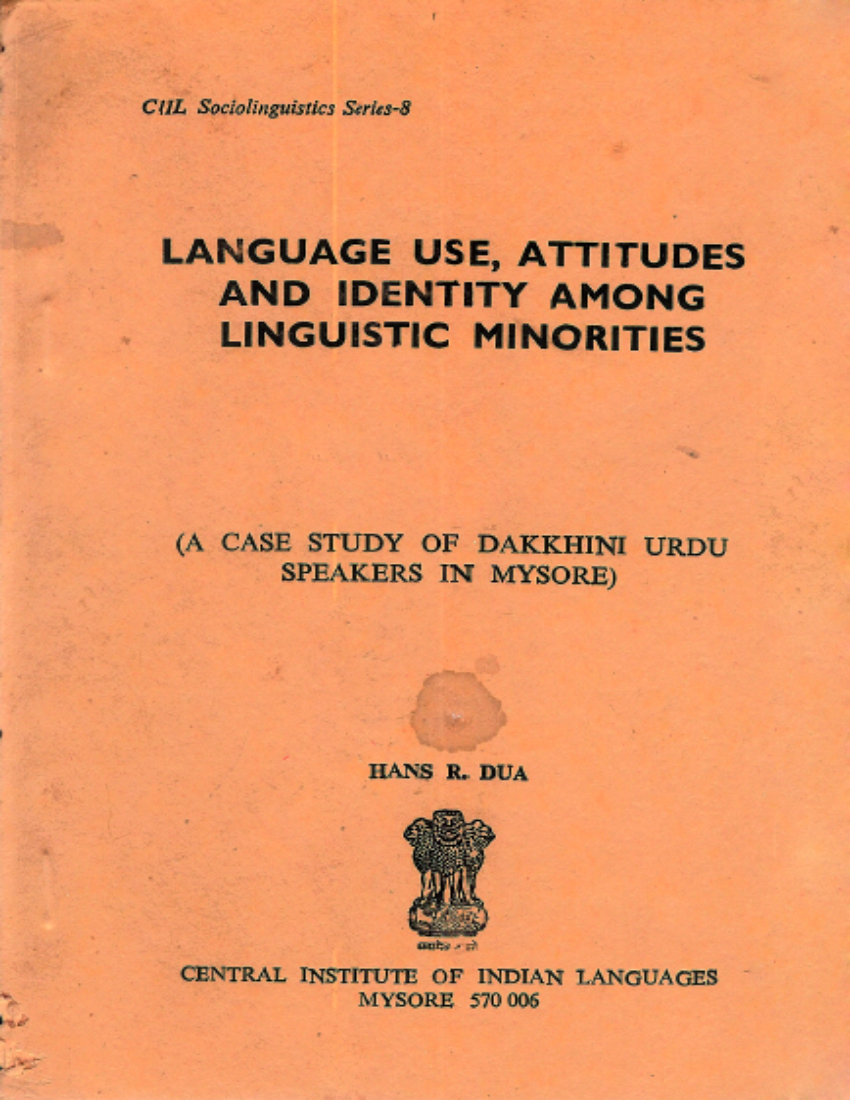 CIIL Sociolinguistics Series-8
LANGUAGE USE, ATTITUDES
AND IDENTITY AMONG
LINGUISTIC MINORITIES
(A CASE STUDY OF DAKKHINI URDU
SPEAKERS IN MYSORE)
HANS R. DUA
CENTRAL INSTITUTE OF INDIAN LANGUAGES
MYSORE 570 006